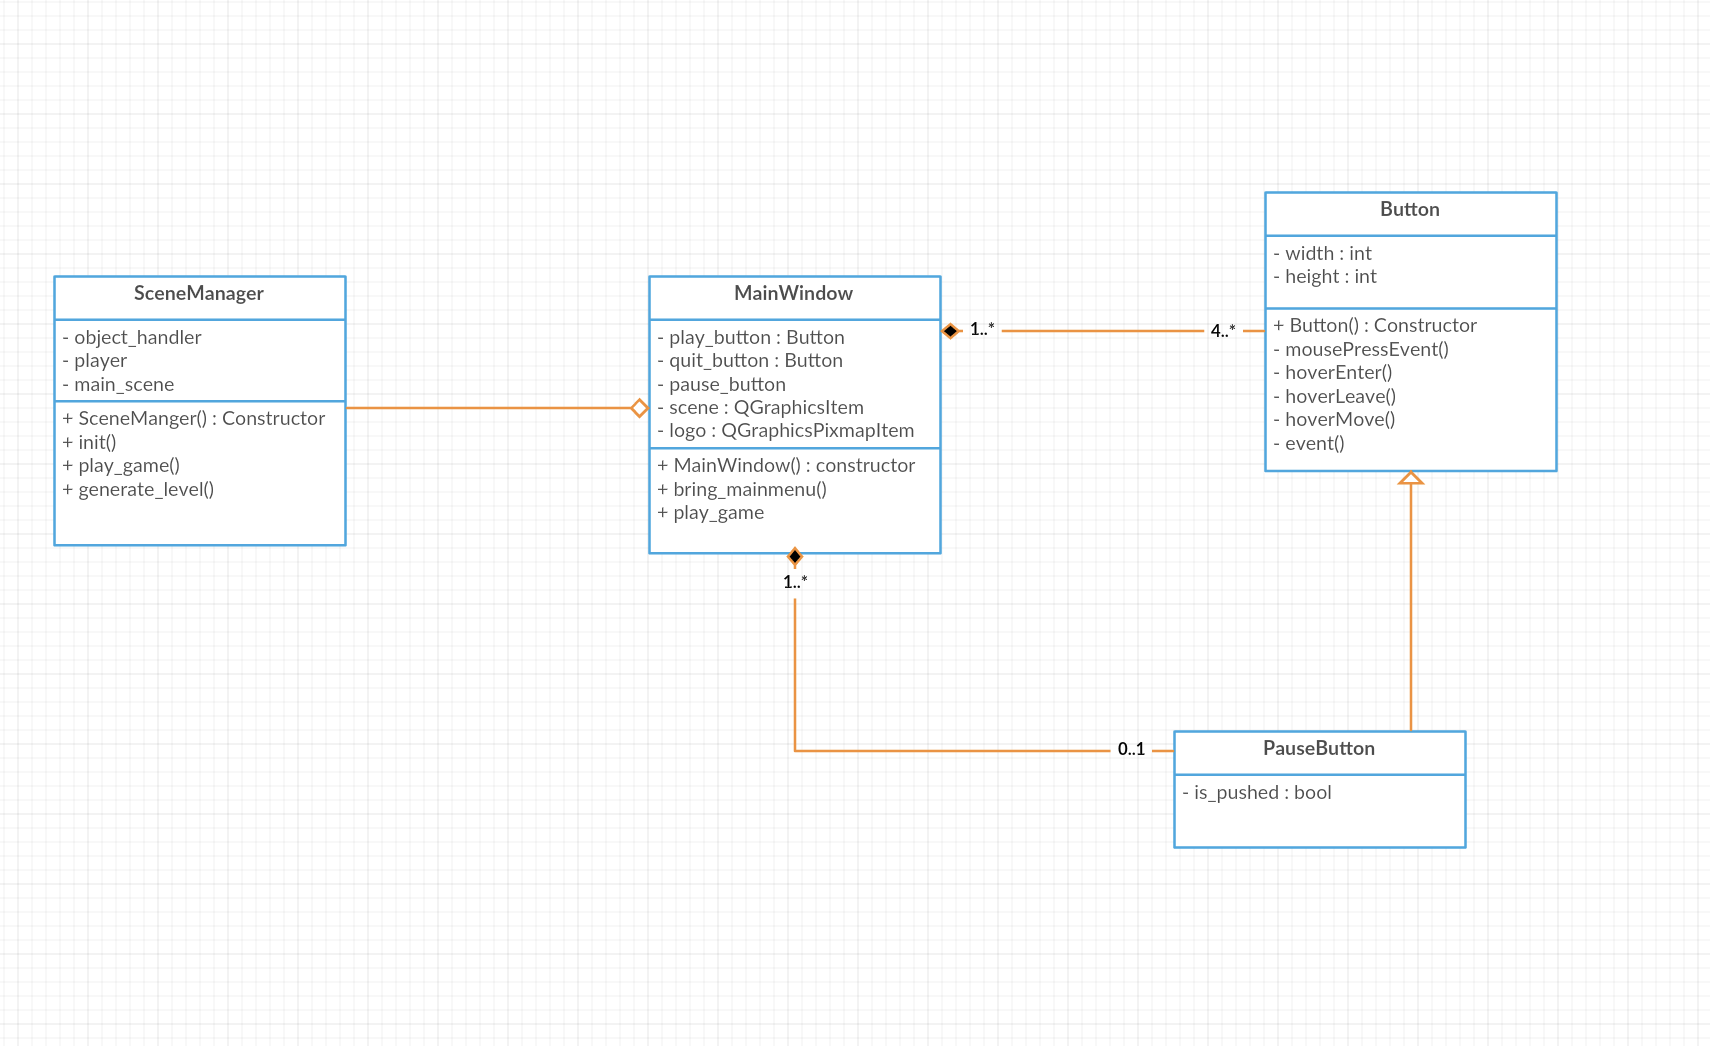 SceneManager
- object_handler
- player
- main_scene
+ SceneManger() : Constructor
+ init()
+ play_game()
+ generate_level()
MainWindow
- play_button : Button
- quit_button : Button
- pause_button
- scene : QGraphicsItem
- logo : QGraphicsPixmapItem
+ MainWindow() : constructor
+ bring_mainmenu()
+ play_game
1..*
4..*
Button
- width : int
- height : int
+ Button() : Constructor
- mousePressEvent()
- hoverEnter()
- hoverLeave()
- hoverMove()
- event()
1..*
0..1
PauseButton
- is_pushed : bool